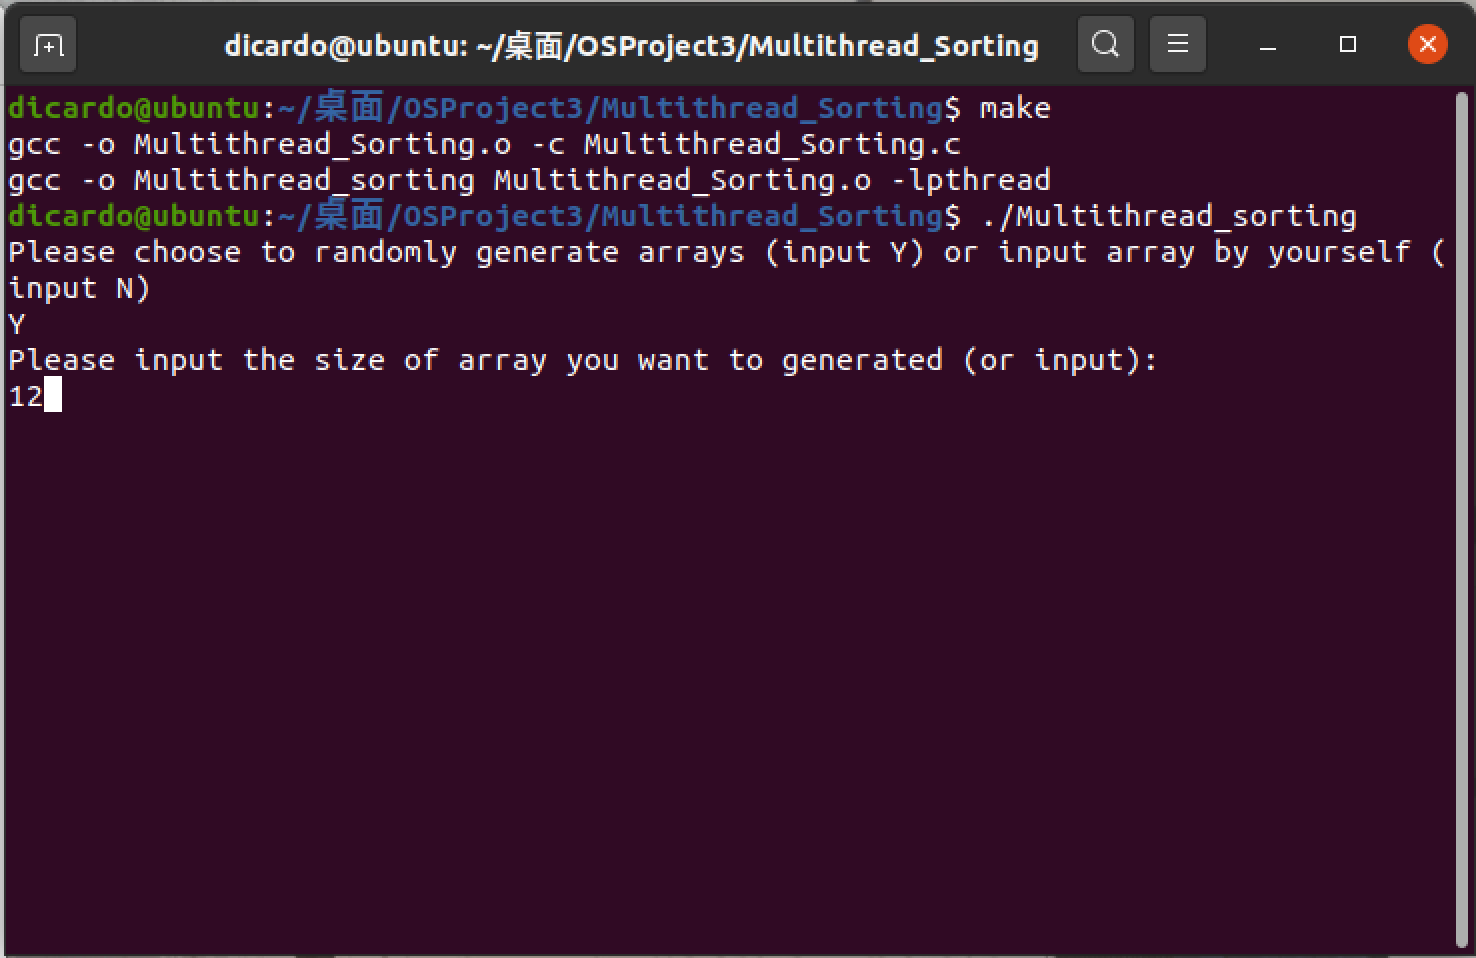 dicardo@ubuntu: ~/桌面/OSProject3/Multithread_Sorting
dicardo@ubuntu:~/桌面/OSProject3/Multithread_Sorting$ make
gcc -o Multithread_Sorting.o -c Multithread_Sorting.c
gcc -o Multithread_sorting Multithread_Sorting.o -lpthread
dicardo@ubuntu:~/桌面/OSProject3/Multithread_Sorting$ ./Multithread_sorting
Please choose to randomly generate arrays (input Y) or input array by yourself (
input N)
Y
Please input the size of array you want to generated (or input):
12